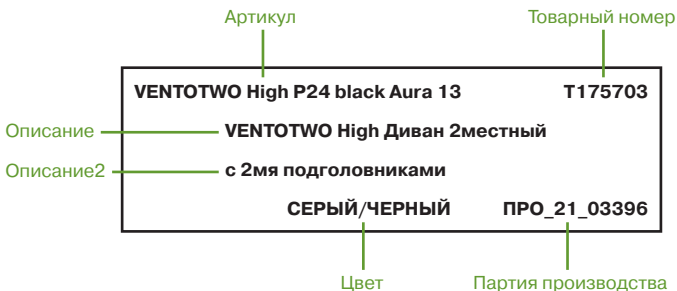 Артикул Товарный номер
VENTOTWO High P24 black Aura 13 T175703
Описание VENTOTWO High Диван 2местный
Описание2 с 2мя подголовниками
СЕРЫЙ/ЧЕРНЫЙ ПРО_21_03396
Цвет Партия производства